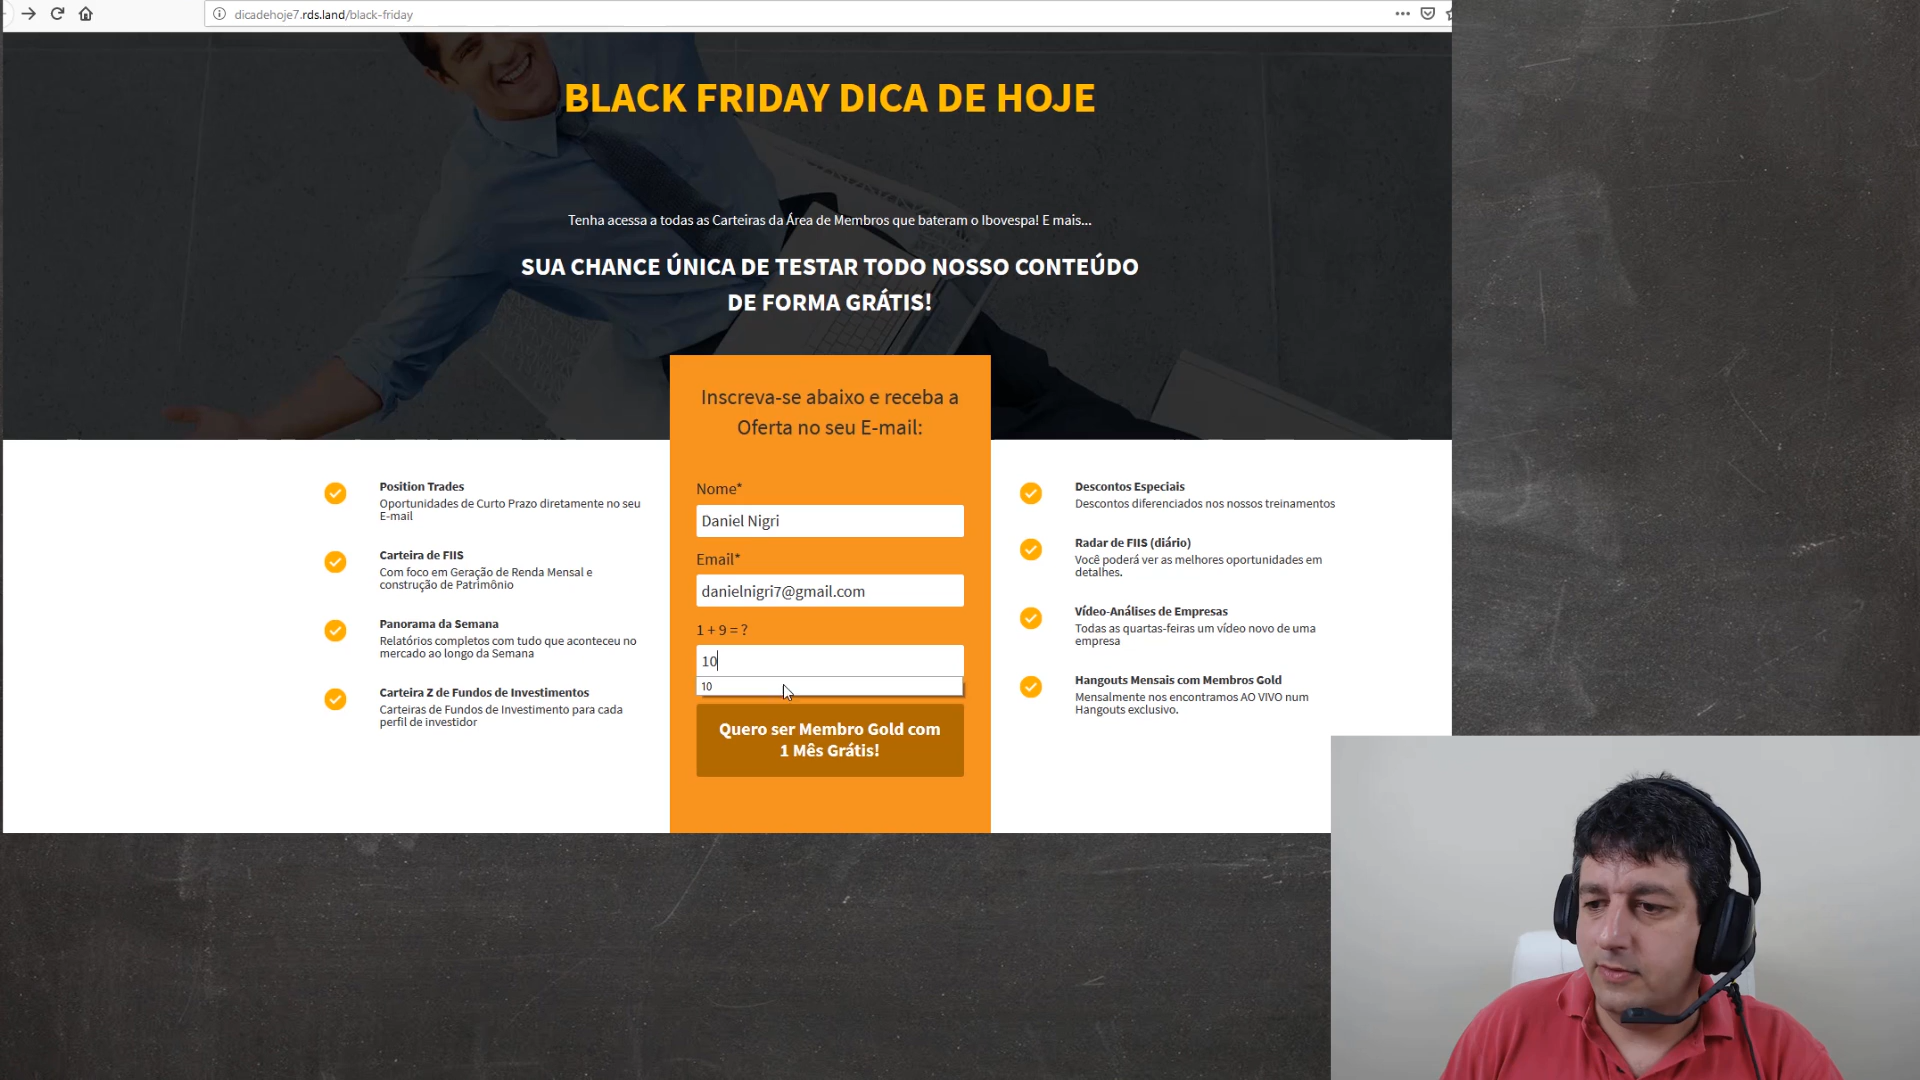 dicadehoje7.rds.land/black-friday
BLACK FRIDAY DICA DE HOJE
Tenha acessa a todas as Carteiras da Área de Membros que bateram o Ibovespa! E mais...
SUA CHANCE ÚNICA DE TESTAR TODO NOSSO CONTEÚDO
DE FORMA GRÁTIS!
Inscreva-se abaixo e receba a
Oferta no seu E-mail:
Nome*
Daniel Nigri
Email*
danielnigri7@gmail.com
1 + 9 = ?
10
10
Quero ser Membro Gold com
1 Mês Grátis!
Position Trades
Oportunidades de Curto Prazo diretamente no seu
E-mail
Carteira de FIIS
Com foco em Geração de Renda Mensal e
construção de Patrimônio
Panorama da Semana
Relatórios completos com tudo que aconteceu no
mercado ao longo da Semana
Carteira Z de Fundos de Investimentos
Carteiras de Fundos de Investimento para cada
perfil de investidor
Descontos Especiais
Descontos diferenciados nos nossos treinamentos
Radar de FIIS (diário)
Você poderá ver as melhores oportunidades em
detalhes.
Vídeo-Análises de Empresas
Todas as quartas-feiras um vídeo novo de uma
empresa
Hangouts Mensais com Membros Gold
Mensalmente nos encontramos AO VIVO num
Hangouts exclusivo.